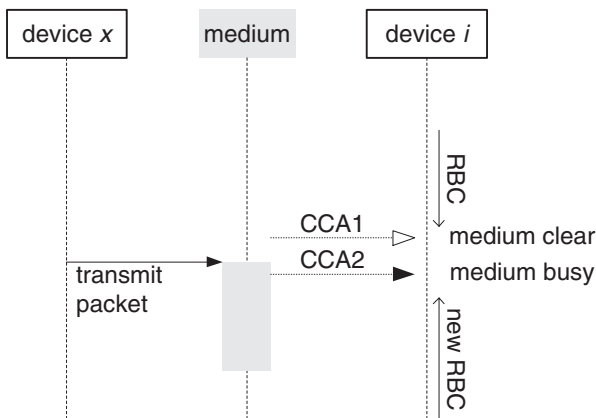 device x
medium
device i
RBC
CCA1
medium clear
CCA2
medium busy
transmit
packet
new RBC